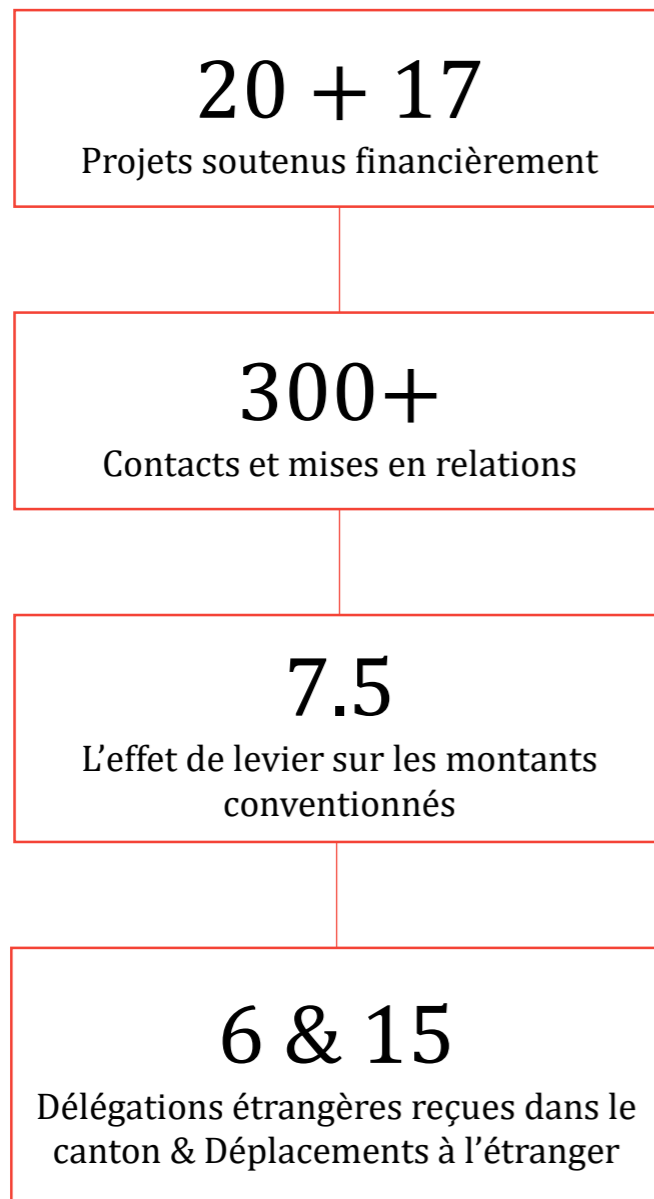 20 + 17
Projets soutenus financièrement
300+
Contacts et mises en relations
7.5
L’effet de levier sur les montants
conventionnés
6 & 15
Délégations étrangères reçues dans le
canton & Déplacements à l’étranger